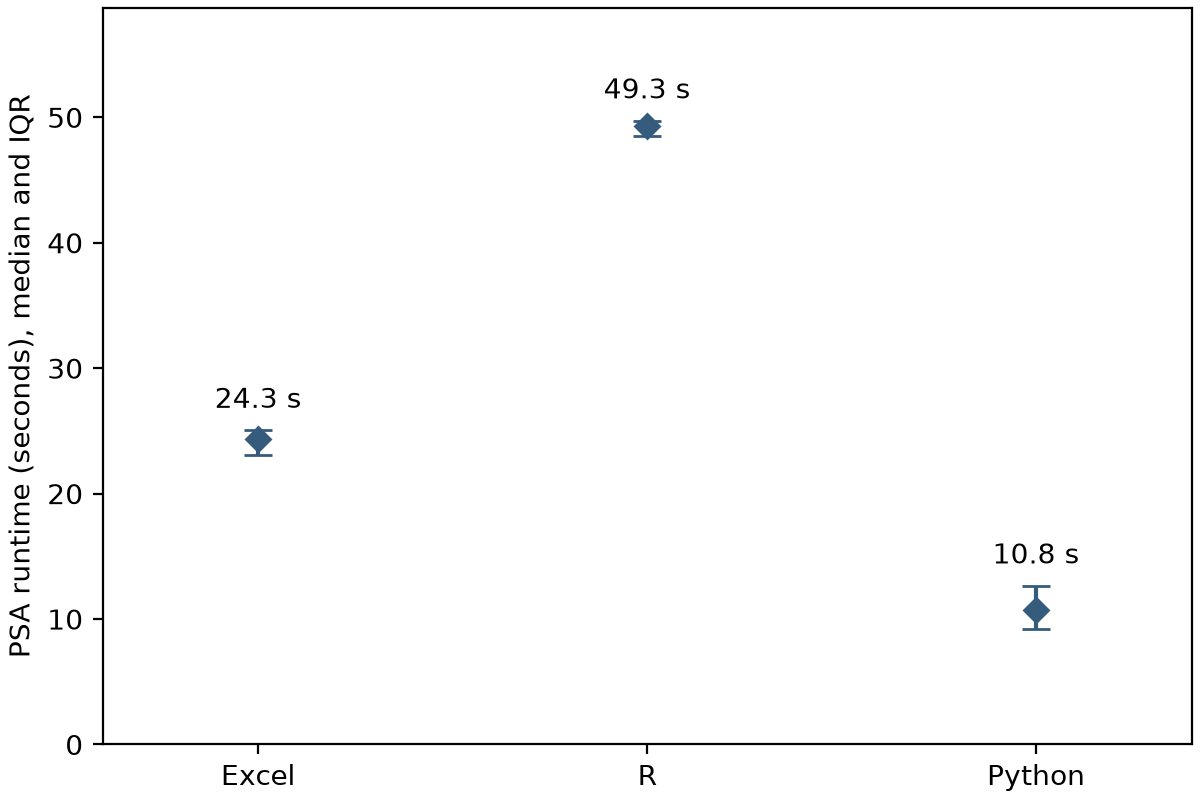 PSA runtime (seconds), median and IQR
50
40
30
20
10
0
24.3 s
49.3 s
10.8 s
Excel
R
Python